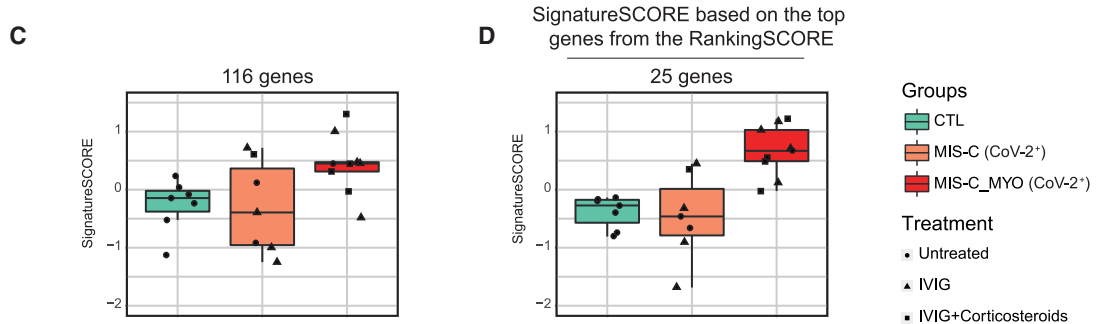 C
116 genes
SignatureSCORE
1
0
−1
−2
D
SignatureSCORE based on the top
genes from the RankingSCORE
25 genes
SignatureSCORE
1
0
−1
−2
Groups
CTL
MIS-C (CoV-2⁺)
MIS-C_MYO (CoV-2⁺)
Treatment
Untreated
IVIG
IVIG+Corticosteroids